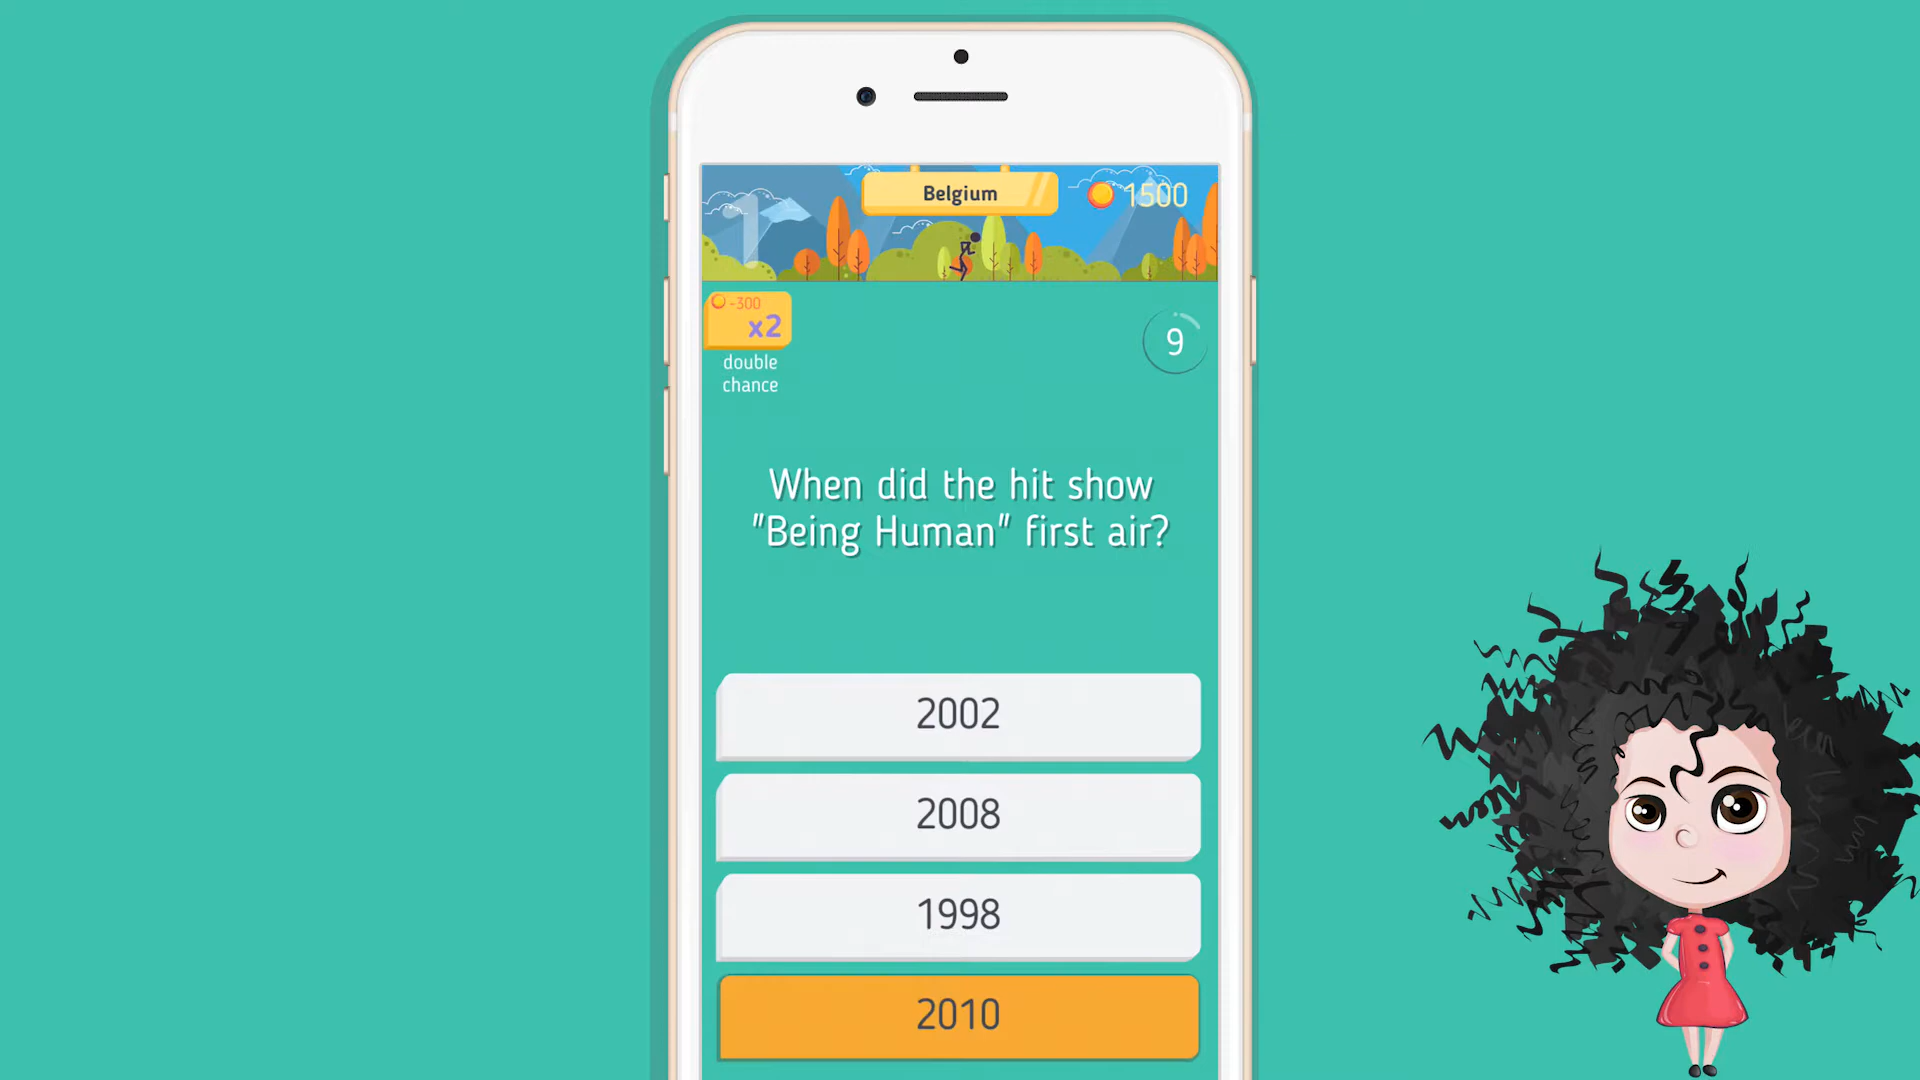 Belgium
1500
1
-300
x2
double
chance
9
When did the hit show
"Being Human" first air?
2002
2008
1998
2010